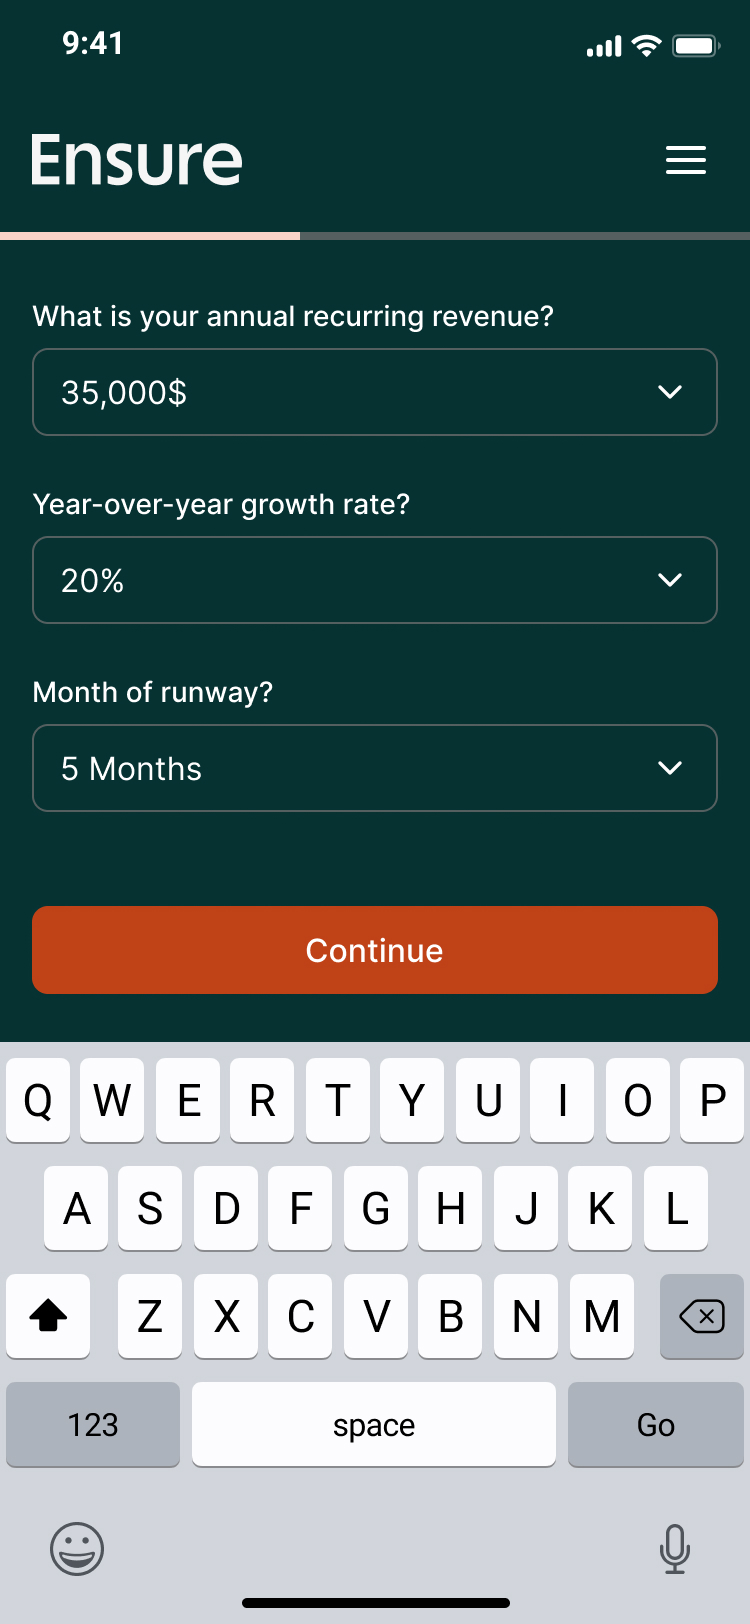 9:41
Ensure
What is your annual recurring revenue?
35,000$
Year-over-year growth rate?
20%
Month of runway?
5 Months
Continue
Q W E R T Y U I O P
A S D F G H J K L
Z X C V B N M
123 space Go